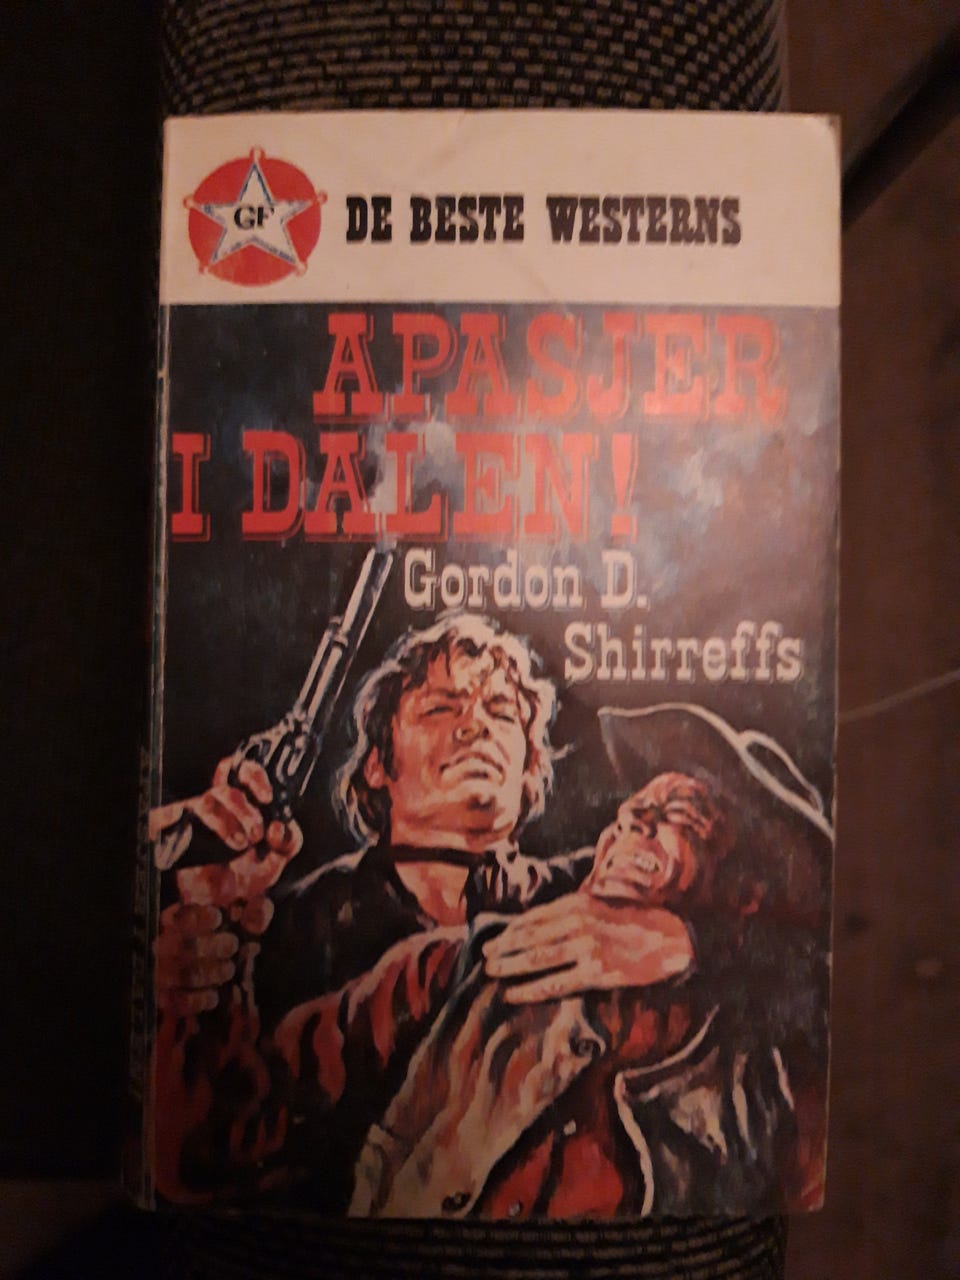 GF
DE BESTE WESTERNS
APASJER
I DALEN!
Gordon D.
Shirreffs